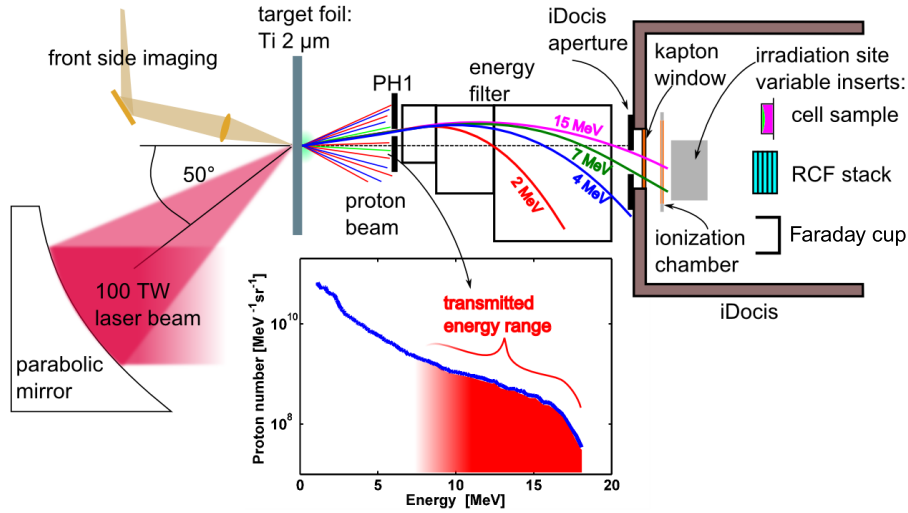 front side imaging
target foil:
Ti 2 µm
PH1
energy
filter
iDocis
aperture
kapton
window
irradiation site
variable inserts:
cell sample
RCF stack
Faraday cup
15 MeV
7 MeV
4 MeV
2 MeV
50°
proton
beam
ionization
chamber
iDocis
100 TW
laser beam
parabolic
mirror
transmitted
energy range
Proton number [MeV⁻¹sr⁻¹]
10¹⁰
10⁸
0 5 10 15 20
Energy [MeV]